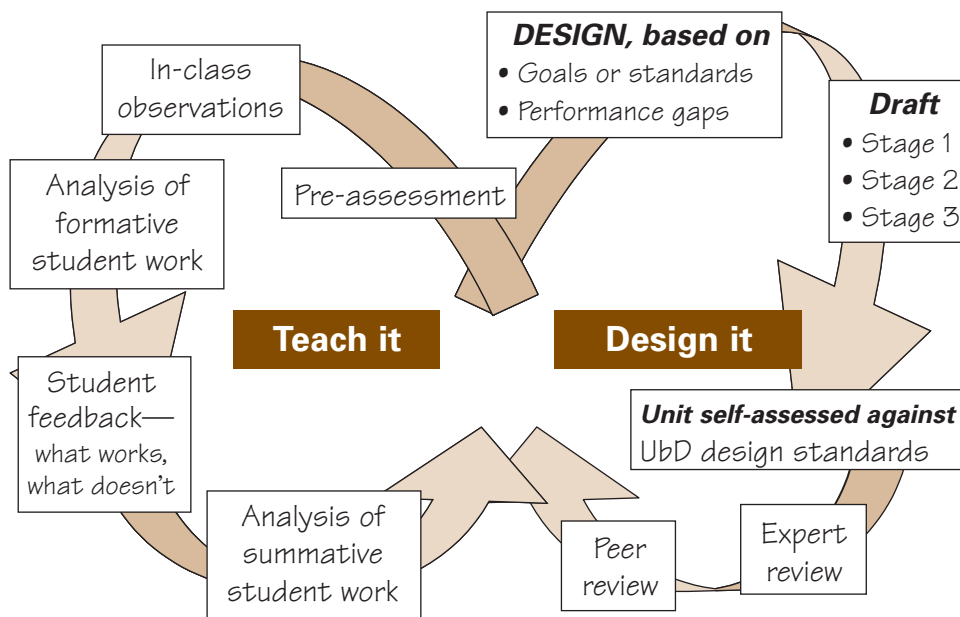 DESIGN, based on
• Goals or standards
• Performance gaps
Draft
• Stage 1
• Stage 2
• Stage 3
Design it
Unit self-assessed against
UbD design standards
Expert
review
Peer
review
Teach it
Pre-assessment
In-class
observations
Analysis of
formative
student work
Student
feedback—
what works,
what doesn't
Analysis of
summative
student work